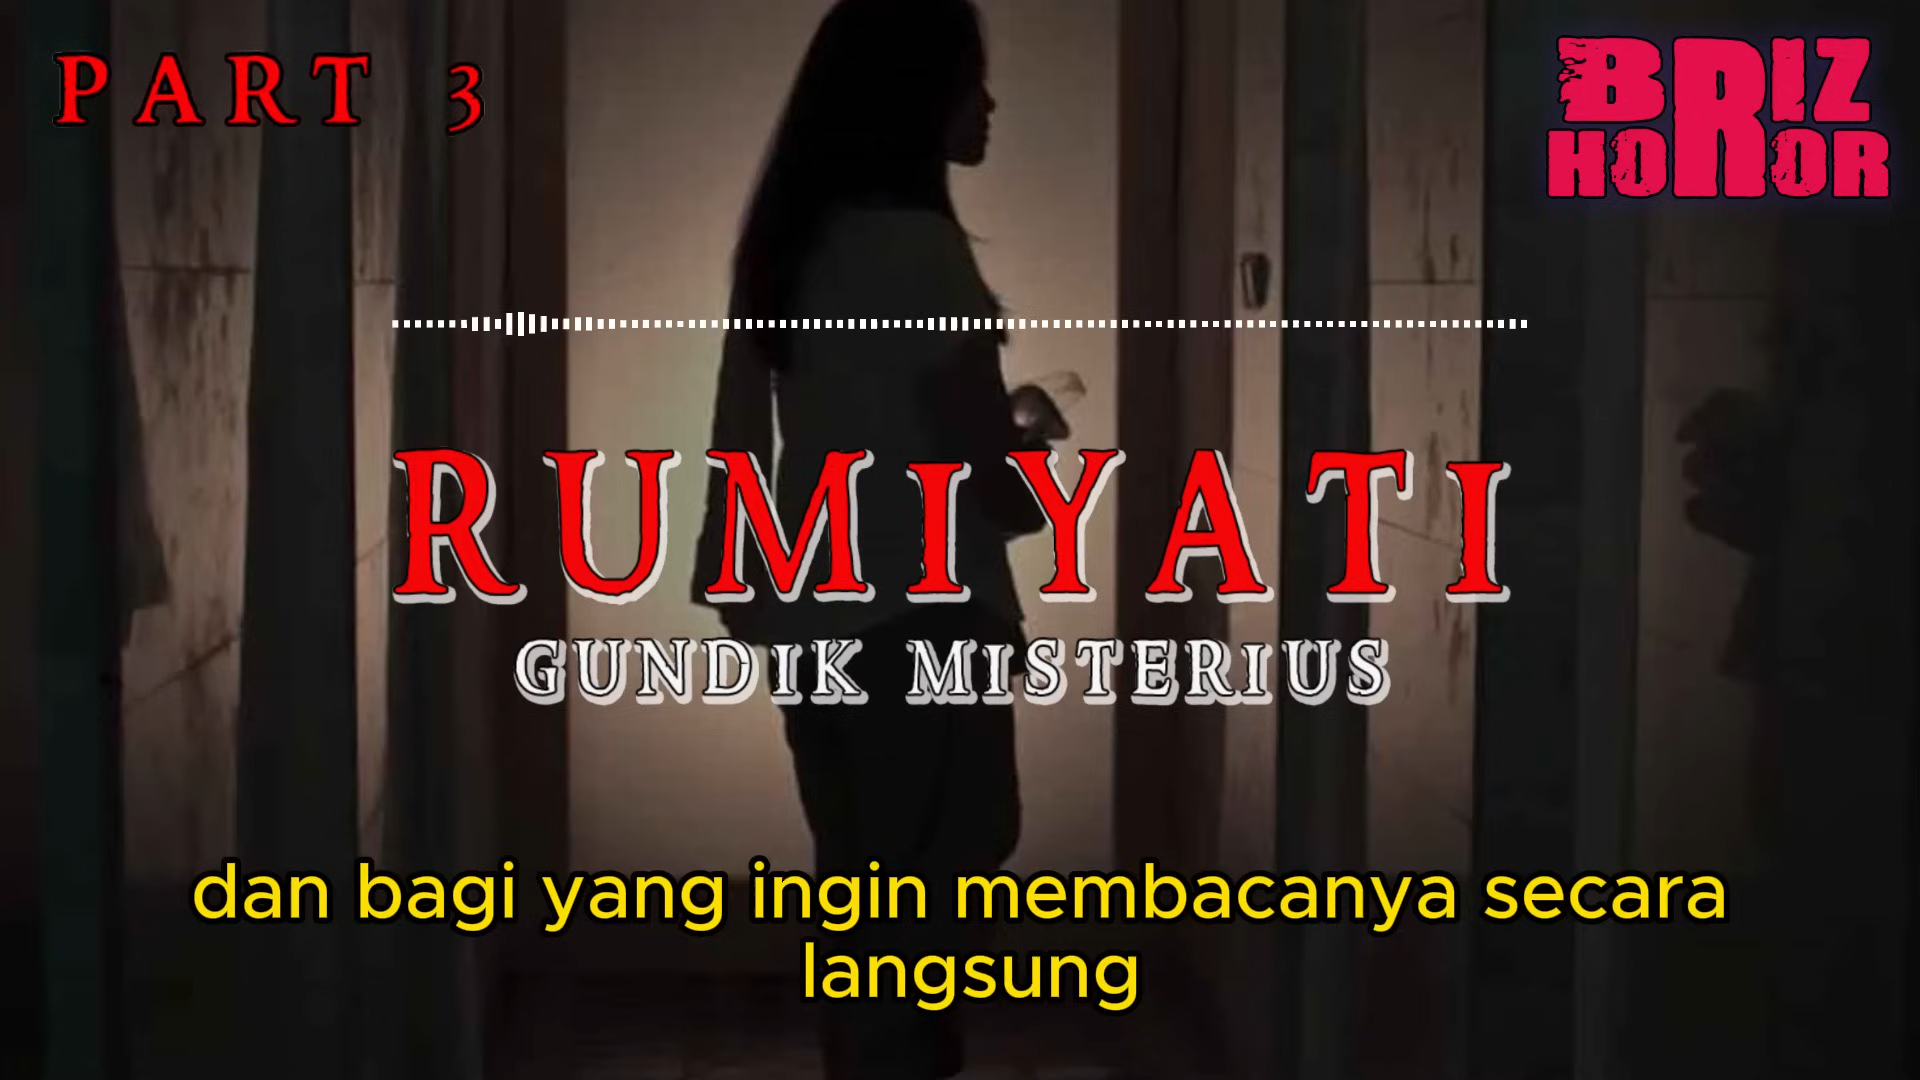 PART 3
BRIZ
HOROR
RUMIYATI
GUNDIK MISTERIUS
dan bagi yang ingin membacanya secara
langsung